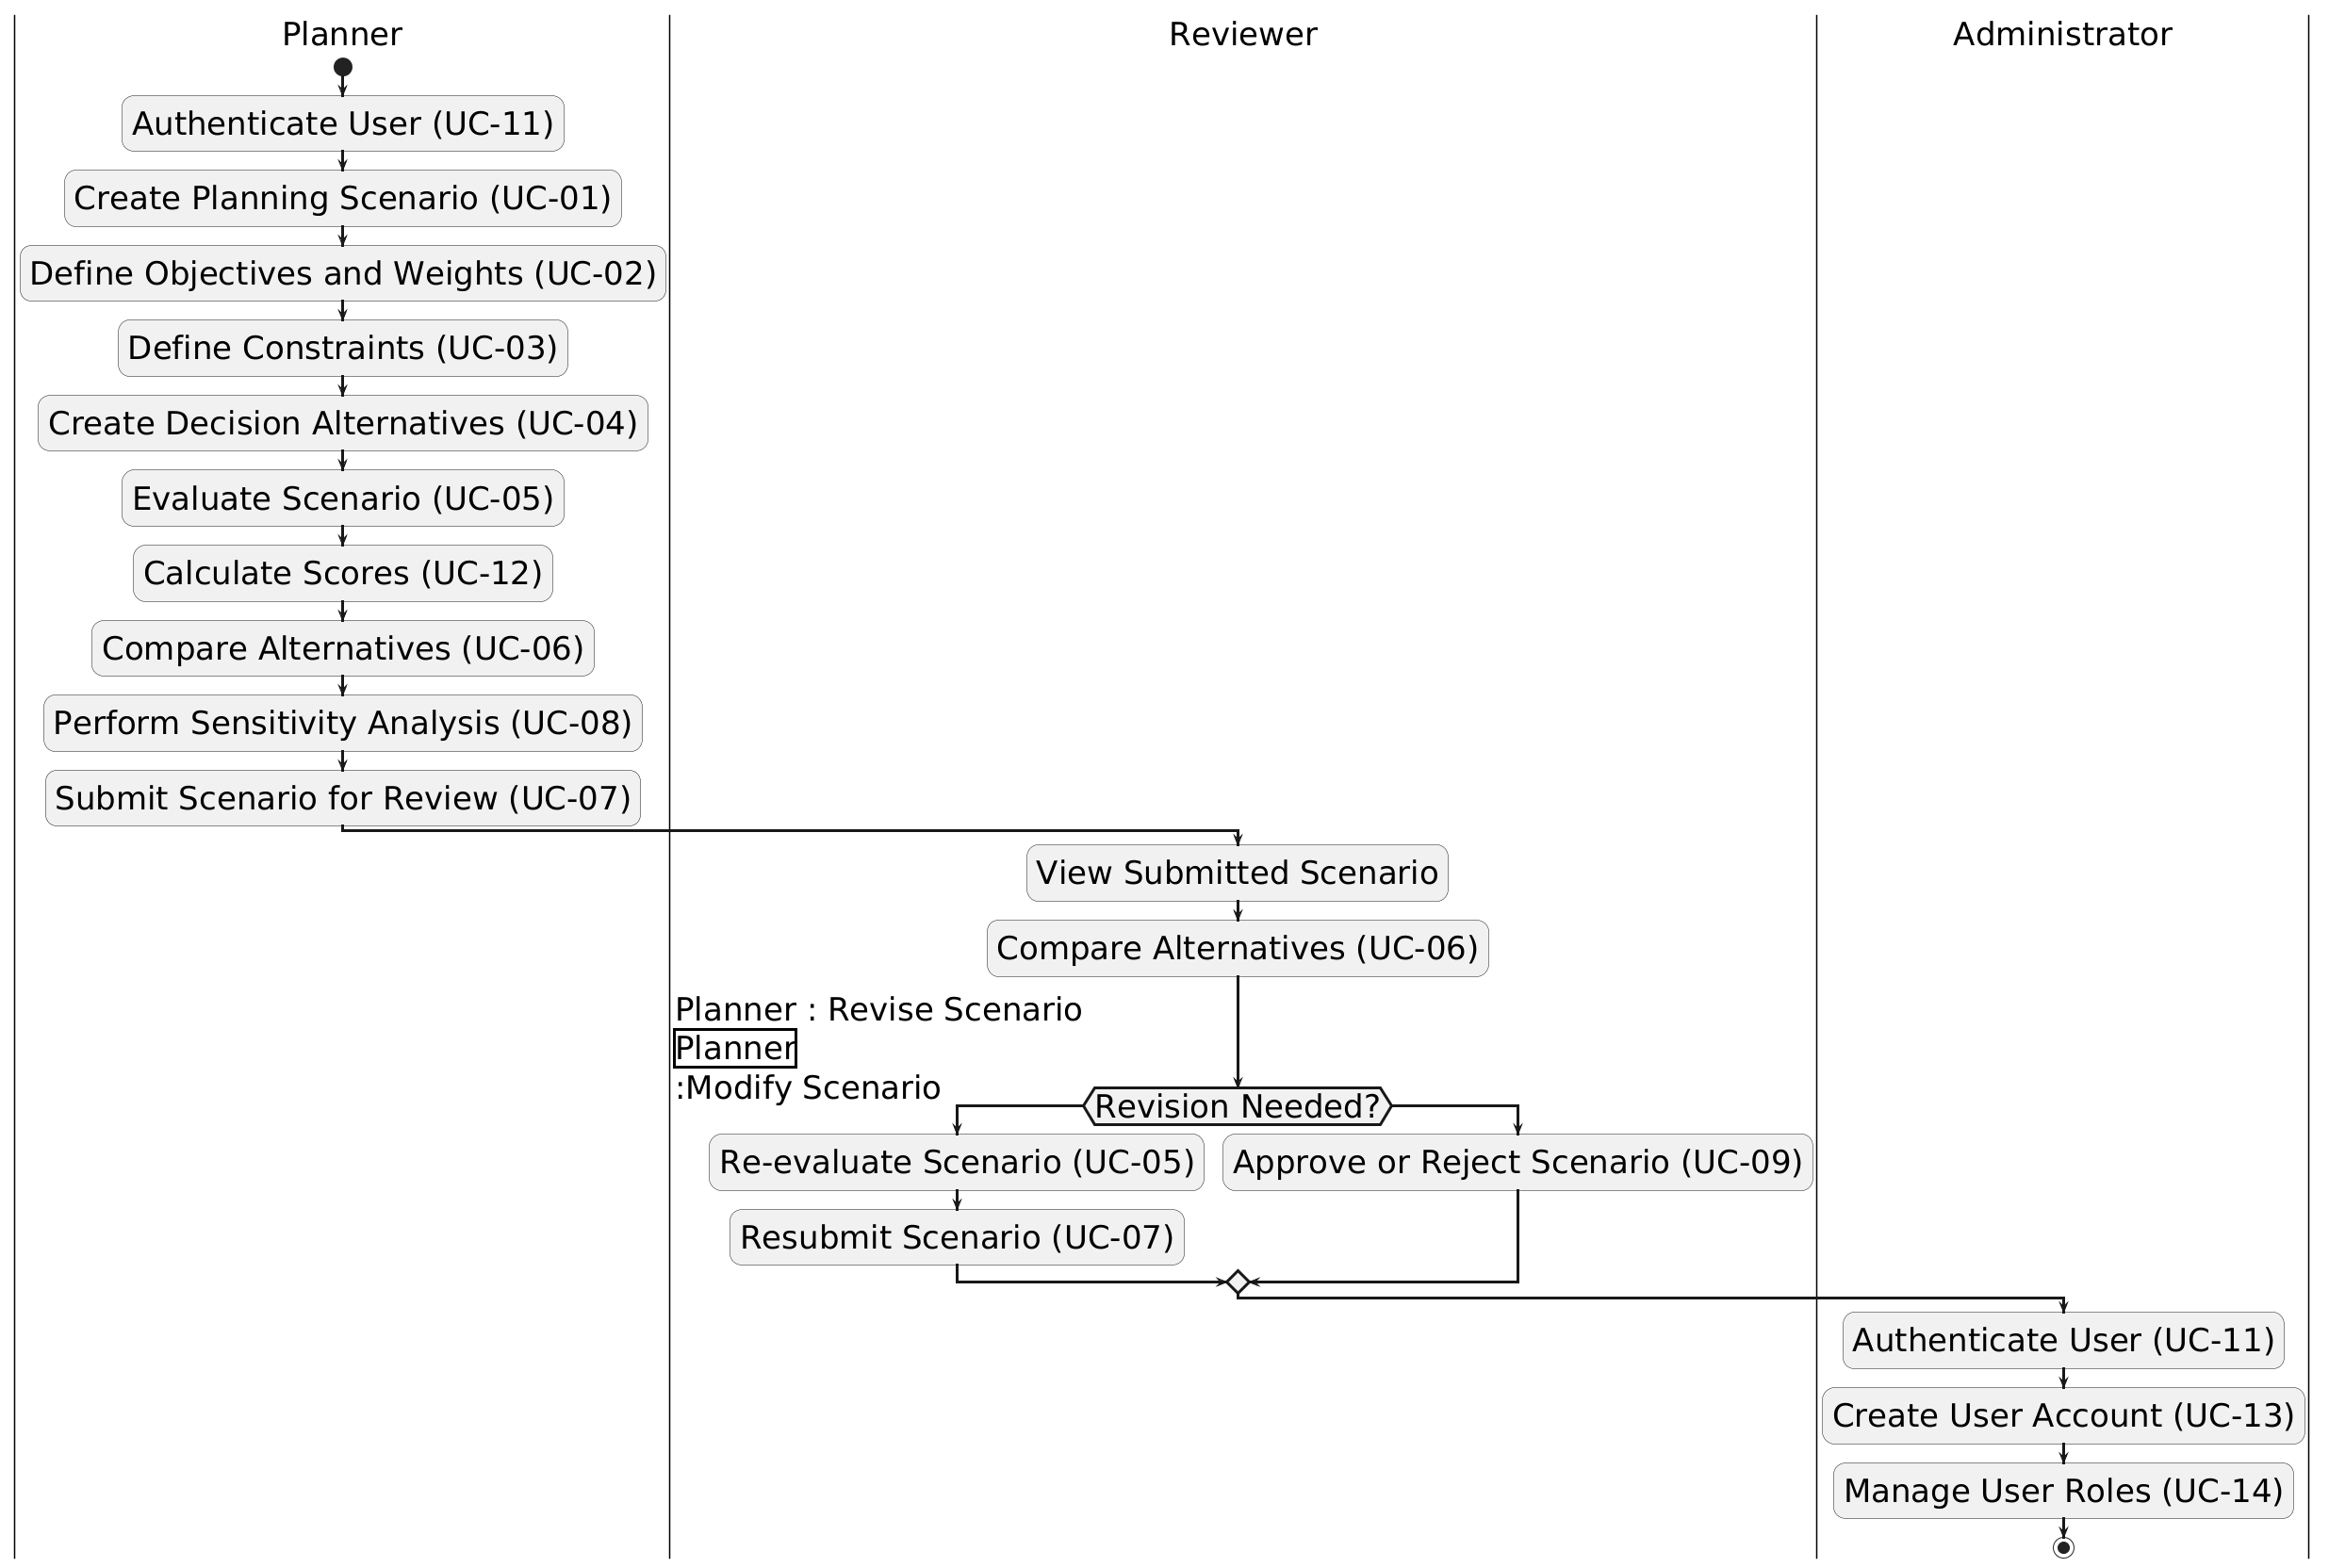 Planner
Reviewer
Administrator
Authenticate User (UC-11)
Create Planning Scenario (UC-01)
Define Objectives and Weights (UC-02)
Define Constraints (UC-03)
Create Decision Alternatives (UC-04)
Evaluate Scenario (UC-05)
Calculate Scores (UC-12)
Compare Alternatives (UC-06)
Perform Sensitivity Analysis (UC-08)
Submit Scenario for Review (UC-07)
View Submitted Scenario
Compare Alternatives (UC-06)
Planner : Revise Scenario
Planner
:Modify Scenario
Revision Needed?
Re-evaluate Scenario (UC-05)
Approve or Reject Scenario (UC-09)
Resubmit Scenario (UC-07)
Authenticate User (UC-11)
Create User Account (UC-13)
Manage User Roles (UC-14)